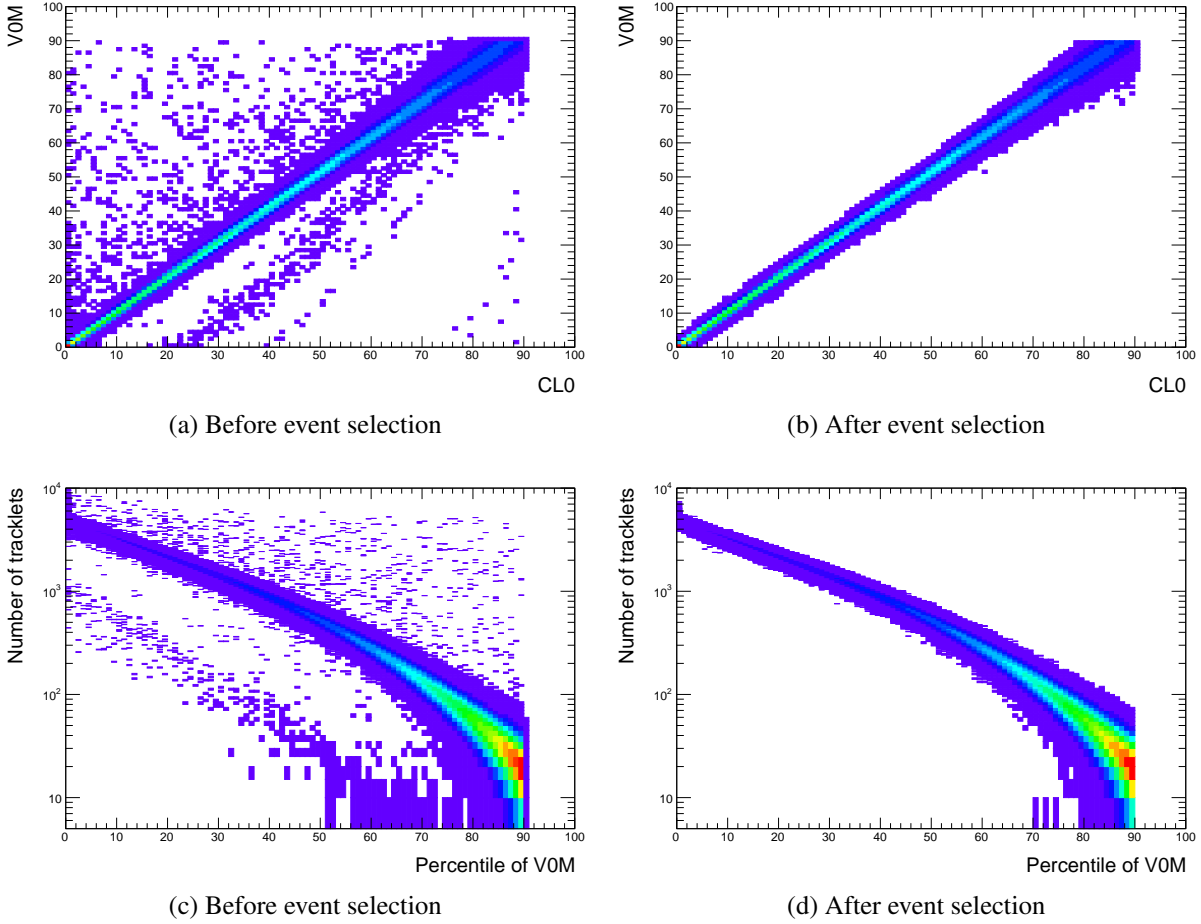 V0M
100
90
80
70
60
50
40
30
20
10
0
0 10 20 30 40 50 60 70 80 90 100
CL0
(a) Before event selection
V0M
100
90
80
70
60
50
40
30
20
10
0
0 10 20 30 40 50 60 70 80 90 100
CL0
(b) After event selection
Number of tracklets
10⁴
10³
10²
10
0 10 20 30 40 50 60 70 80 90 100
Percentile of V0M
(c) Before event selection
Number of tracklets
10⁴
10³
10²
10
0 10 20 30 40 50 60 70 80 90 100
Percentile of V0M
(d) After event selection